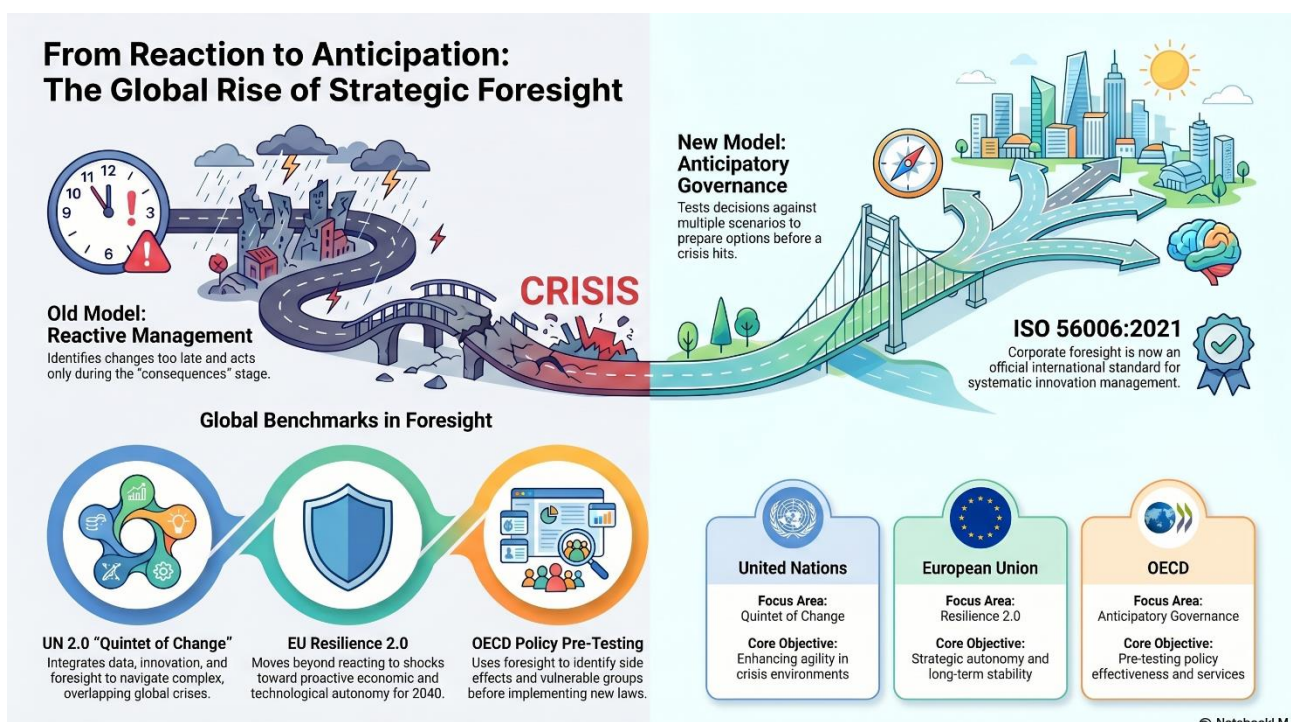 From Reaction to Anticipation:
The Global Rise of Strategic Foresight
12
11
10
9
3
6
!
!
Old Model:
Reactive Management
Identifies changes too late and acts
only during the "consequences" stage.
CRISIS
New Model:
Anticipatory
Governance
Tests decisions against
multiple scenarios to
prepare options before a
crisis hits.
ISO 56006:2021
Corporate foresight is now an
official international standard for
systematic innovation management.
Global Benchmarks in Foresight
UN 2.0 “Quintet of Change”
Integrates data, innovation, and
foresight to navigate complex,
overlapping global crises.
EU Resilience 2.0
Moves beyond reacting to shocks
toward proactive economic and
technological autonomy for 2040.
OECD Policy Pre-Testing
Uses foresight to identify side
effects and vulnerable groups
before implementing new laws.
United Nations
Focus Area:
Quintet of Change
Core Objective:
Enhancing agility in
crisis environments
European Union
Focus Area:
Resilience 2.0
Core Objective:
Strategic autonomy and
long-term stability
OECD
Focus Area:
Anticipatory Governance
Core Objective:
Pre-testing policy
effectiveness and services